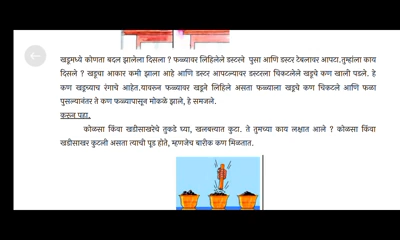 खडूमध्ये कोणता बदल झालेला दिसला ? फळ्यावर लिहिलेले डस्टरने पुसा आणि डस्टर टेबलावर आपटा.तुम्हांला काय
दिसले ? खडूचा आकार कमी झाला आहे आणि डस्टर आपटल्यावर डस्टरला चिकटलेले खडूचे कण खाली पडले. हे
कण खडूच्याच रंगाचे आहेत.यावरून फळ्यावर खडूने लिहिले असता फळ्याला खडूचे कण चिकटले आणि फळा
पुसल्यानंतर ते कण फळ्यापासून मोकळे झाले, हे समजले.
करून पहा.
कोळसा किंवा खडीसाखरेचे तुकडे घ्या, खलबत्त्यात कुटा. ते तुमच्या काय लक्षात आले ? कोळसा किंवा
खडीसाखर कुटली असता त्याची पूड होते, म्हणजेच बारीक कण मिळतात.